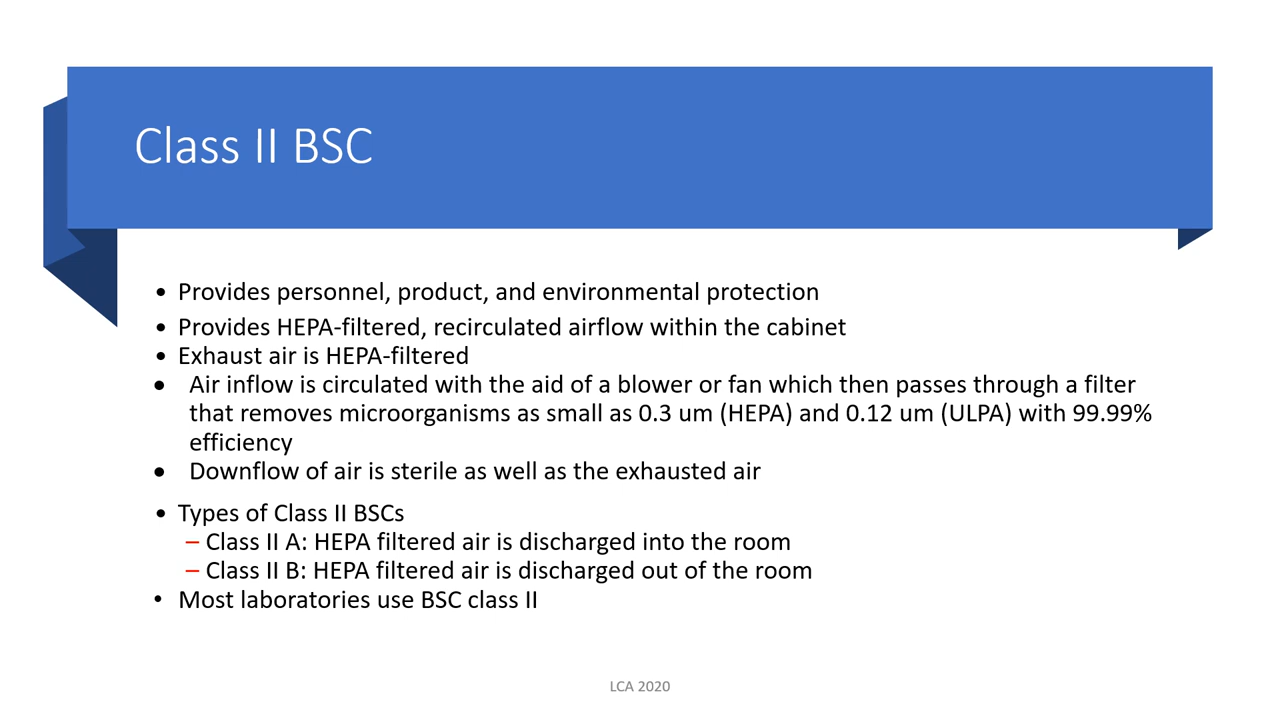 Class II BSC
• Provides personnel, product, and environmental protection
• Provides HEPA-filtered, recirculated airflow within the cabinet
• Exhaust air is HEPA-filtered
• Air inflow is circulated with the aid of a blower or fan which then passes through a filter
that removes microorganisms as small as 0.3 um (HEPA) and 0.12 um (ULPA) with 99.99%
efficiency
• Downflow of air is sterile as well as the exhausted air
• Types of Class II BSCs
– Class II A: HEPA filtered air is discharged into the room
– Class II B: HEPA filtered air is discharged out of the room
• Most laboratories use BSC class II
LCA 2020